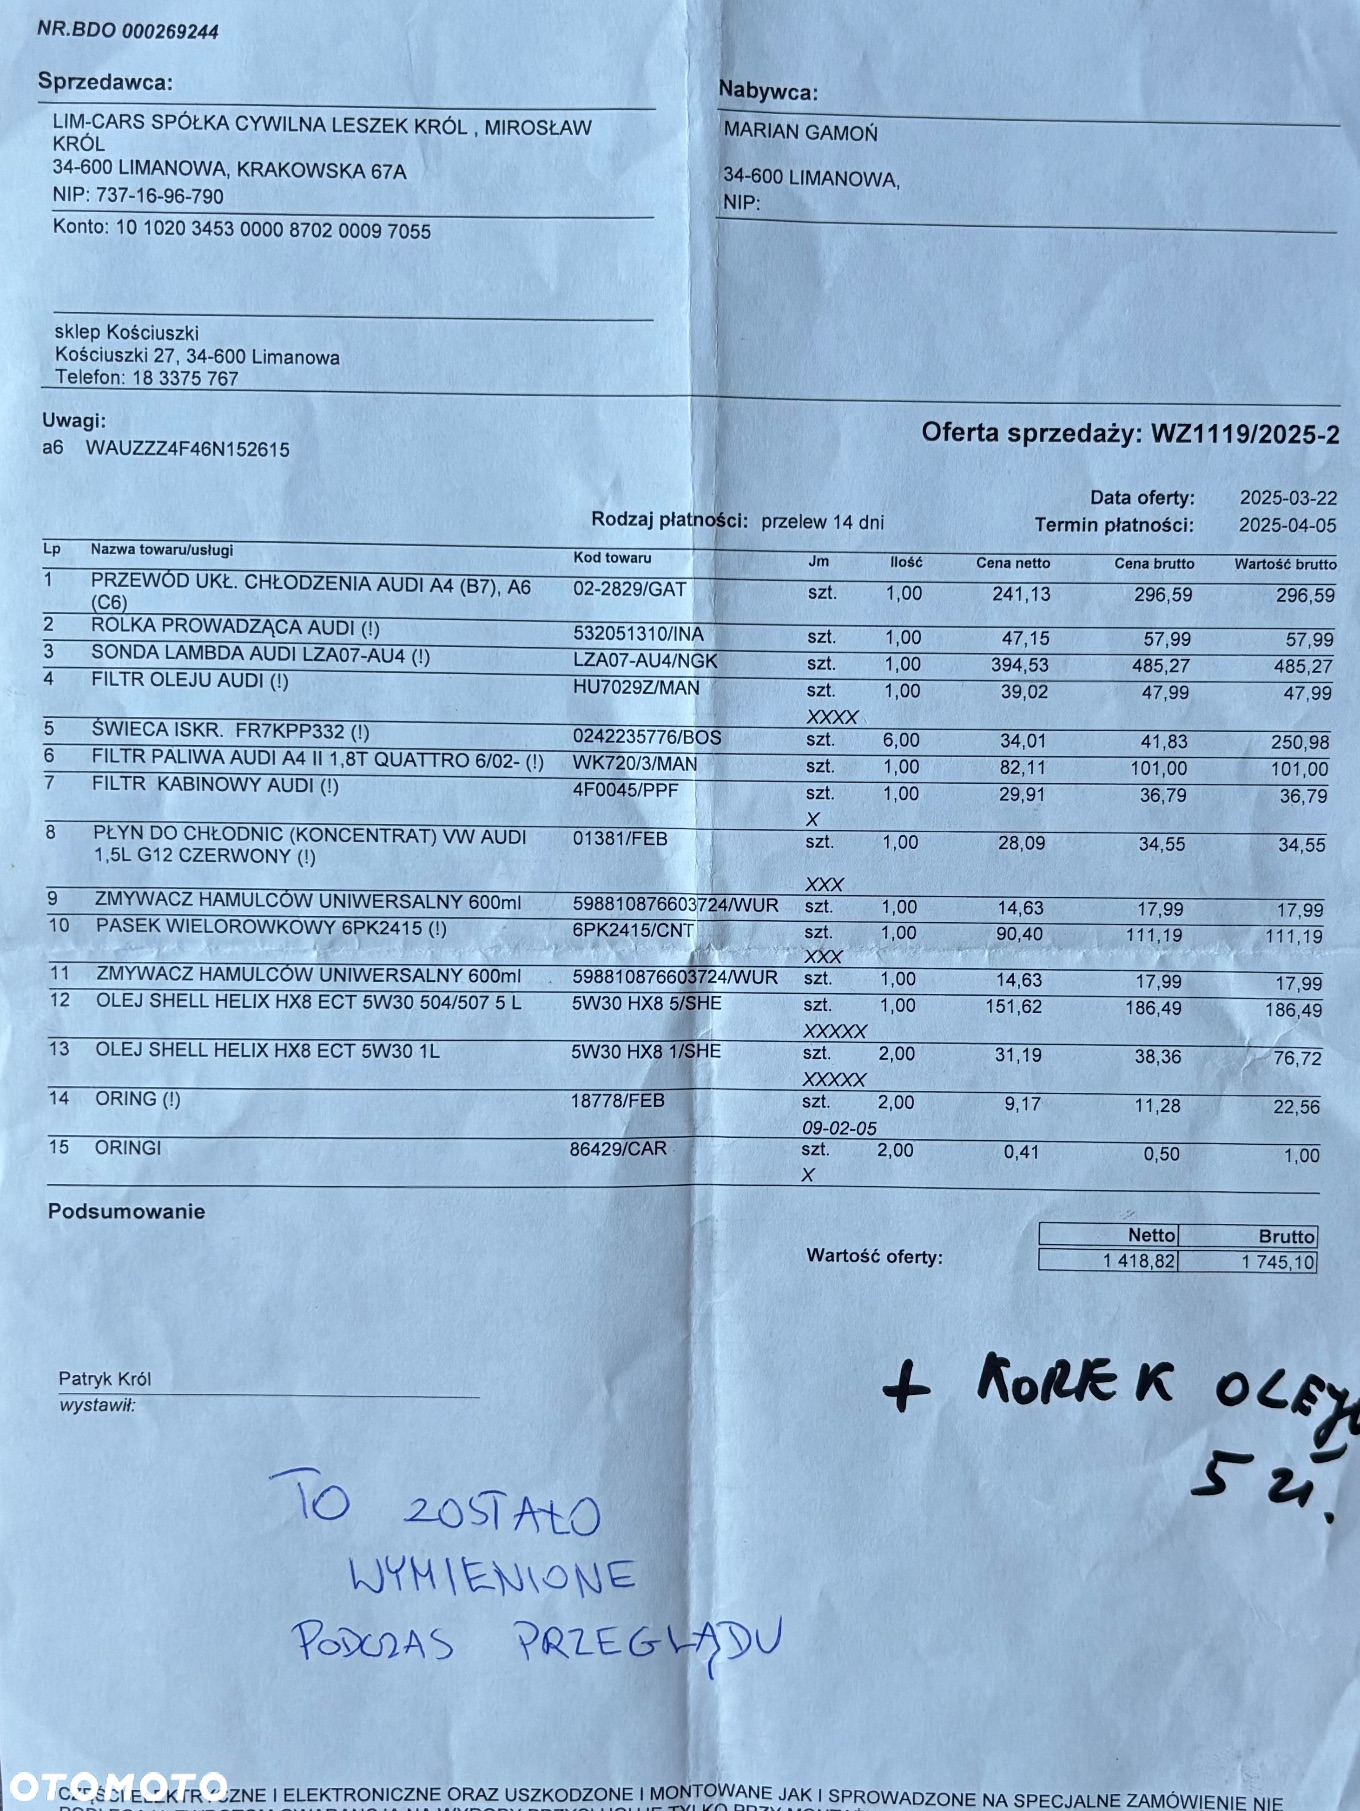 NR.BDO 000269244
Sprzedawca:
LIM-CARS SPÓŁKA CYWILNA LESZEK KRÓL , MIROSŁAW
KRÓL
34-600 LIMANOWA, KRAKOWSKA 67A
NIP: 737-16-96-790
Konto: 10 1020 3453 0000 8702 0009 7055
Nabywca:
MARIAN GAMOŃ
34-600 LIMANOWA,
NIP:
sklep Kościuszki
Kościuszki 27, 34-600 Limanowa
Telefon: 18 3375 767
Uwagi:
a6 WAUZZZ4F46N152615
Oferta sprzedaży: WZ1119/2025-2
Data oferty: 2025-03-22
Rodzaj płatności: przelew 14 dni Termin płatności: 2025-04-05
Lp Nazwa towaru/usługi Kod towaru Jm Ilość Cena netto Cena brutto Wartość brutto
1 PRZEWÓD UKŁ. CHŁODZENIA AUDI A4 (B7), A6 02-2829/GAT szt. 1,00 241,13 296,59 296,59
(C6)
2 ROLKA PROWADZĄCA AUDI (!) 532051310/INA szt. 1,00 47,15 57,99 57,99
3 SONDA LAMBDA AUDI LZA07-AU4 (!) LZA07-AU4/NGK szt. 1,00 394,53 485,27 485,27
4 FILTR OLEJU AUDI (!) HU7029Z/MAN szt. 1,00 39,02 47,99 47,99
XXXX
5 ŚWIECA ISKR. FR7KPP332 (!) 0242235776/BOS szt. 6,00 34,01 41,83 250,98
6 FILTR PALIWA AUDI A4 II 1,8T QUATTRO 6/02- (!) WK720/3/MAN szt. 1,00 82,11 101,00 101,00
7 FILTR KABINOWY AUDI (!) 4F0045/PPF szt. 1,00 29,91 36,79 36,79
X
8 PŁYN DO CHŁODNIC (KONCENTRAT) VW AUDI 01381/FEB szt. 1,00 28,09 34,55 34,55
1,5L G12 CZERWONY (!)
XXX
9 ZMYWACZ HAMULCÓW UNIWERSALNY 600ml 598810876603724/WUR szt. 1,00 14,63 17,99 17,99
10 PASEK WIELOROWKOWY 6PK2415 (!) 6PK2415/CNT szt. 1,00 90,40 111,19 111,19
XXX
11 ZMYWACZ HAMULCÓW UNIWERSALNY 600ml 598810876603724/WUR szt. 1,00 14,63 17,99 17,99
12 OLEJ SHELL HELIX HX8 ECT 5W30 504/507 5 L 5W30 HX8 5/SHE szt. 1,00 151,62 186,49 186,49
XXXXX
13 OLEJ SHELL HELIX HX8 ECT 5W30 1L 5W30 HX8 1/SHE szt. 2,00 31,19 38,36 76,72
XXXXX
14 ORING (!) 18778/FEB szt. 2,00 9,17 11,28 22,56
09-02-05
15 ORINGI 86429/CAR szt. 2,00 0,41 0,50 1,00
X
Podsumowanie
Netto Brutto
Wartość oferty: 1 418,82 1 745,10
Patryk Król
wystawił:
+ KOREK OLEJU
5 zł.
TO ZOSTAŁO
WYMIENIONE
PODCZAS PRZEGLĄDU
OTOMOTO
CZĘŚCI ELEKTRYCZNE I ELEKTRONICZNE ORAZ USZKODZONE I MONTOWANE JAK I SPROWADZONE NA SPECJALNE ZAMÓWIENIE NIE